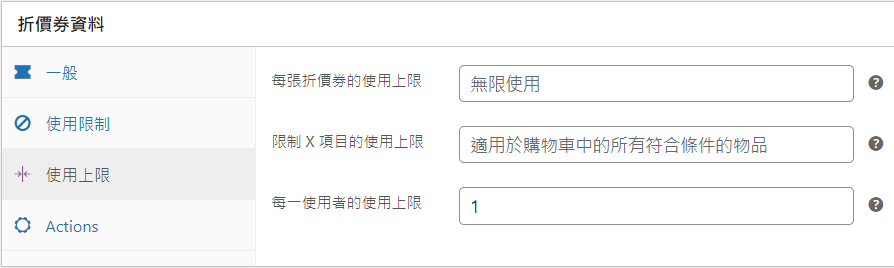 折價券資料
一般
使用限制
使用上限
Actions
每張折價券的使用上限
無限使用
?
限制 X 項目的使用上限
適用於購物車中的所有符合條件的物品
?
每一使用者的使用上限
1
?